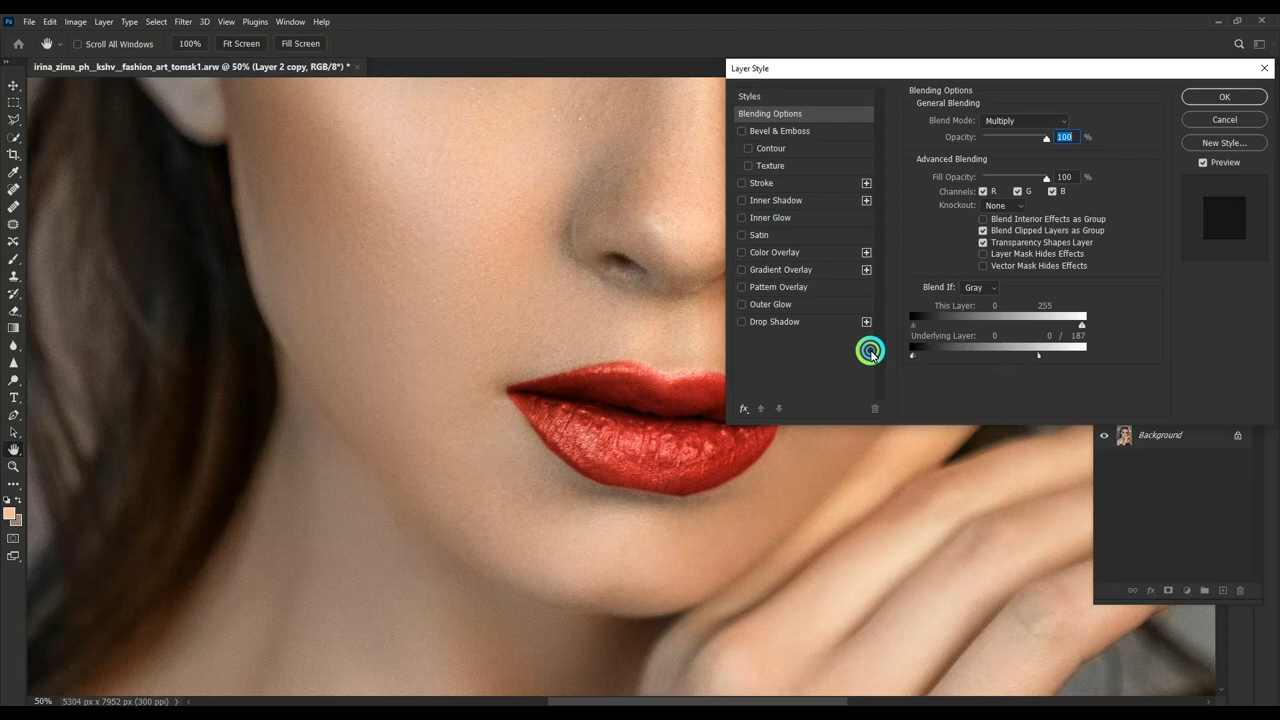 Ps File Edit Image Layer Type Select Filter 3D View Plugins Window Help
Scroll All Windows 100% Fit Screen Fill Screen
irina_zima_ph_kshv_fashion_art_tomsk1.arw @ 50% (Layer 2 copy, RGB/8*) *
Layer Style
Styles
Blending Options
Bevel & Emboss
Contour
Texture
Stroke
Inner Shadow
Inner Glow
Satin
Color Overlay
Gradient Overlay
Pattern Overlay
Outer Glow
Drop Shadow
fx
Blending Options
General Blending
Blend Mode: Multiply
Opacity: 100 %
Advanced Blending
Fill Opacity: 100 %
Channels: R G B
Knockout: None
Blend Interior Effects as Group
Blend Clipped Layers as Group
Transparency Shapes Layer
Layer Mask Hides Effects
Vector Mask Hides Effects
Blend If: Gray
This Layer: 0 255
Underlying Layer: 0 0 / 187
OK
Cancel
New Style...
Preview
Background
fx
50% 5304 px x 7952 px (300 ppi)